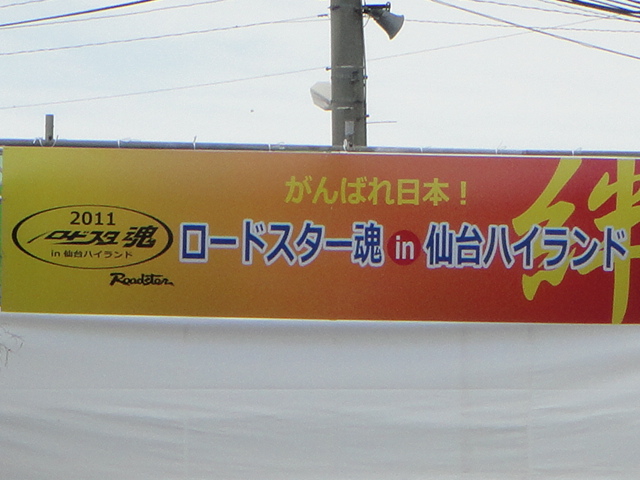 がんばれ日本！
2011
ロードスター魂
in 仙台ハイランド
Roadster
ロードスター魂 in 仙台ハイランド
絆